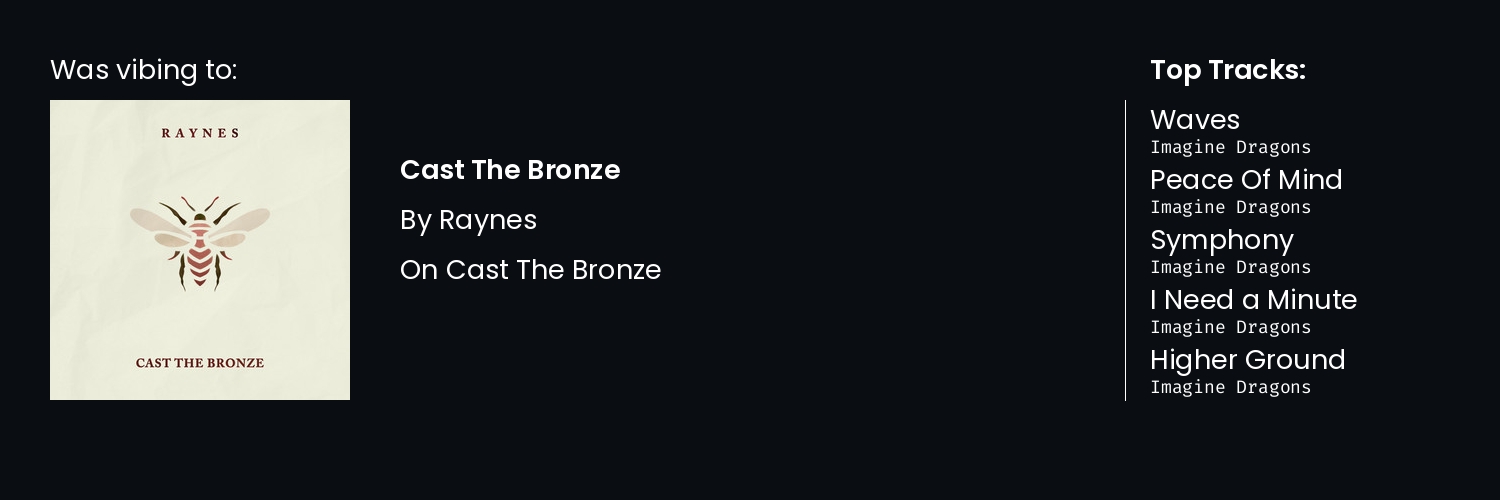 Was vibing to:
RAYNES
CAST THE BRONZE
Cast The Bronze
By Raynes
On Cast The Bronze
Top Tracks:
Waves
Imagine Dragons
Peace Of Mind
Imagine Dragons
Symphony
Imagine Dragons
I Need a Minute
Imagine Dragons
Higher Ground
Imagine Dragons